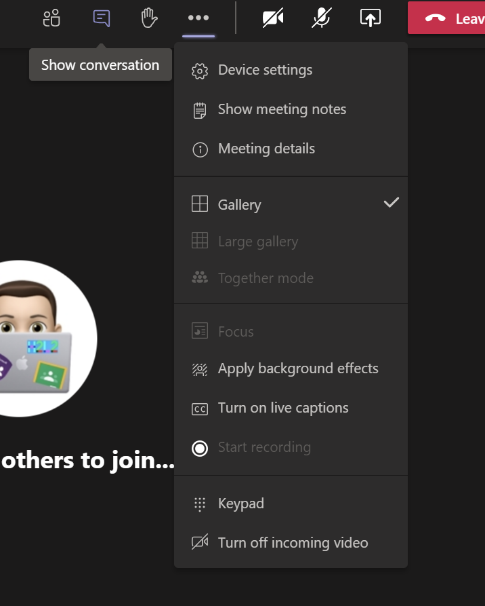 Leav
Show conversation
Device settings
Show meeting notes
Meeting details
Gallery
Large gallery
Together mode
Focus
Apply background effects
CC Turn on live captions
Start recording
others to join...
Keypad
Turn off incoming video